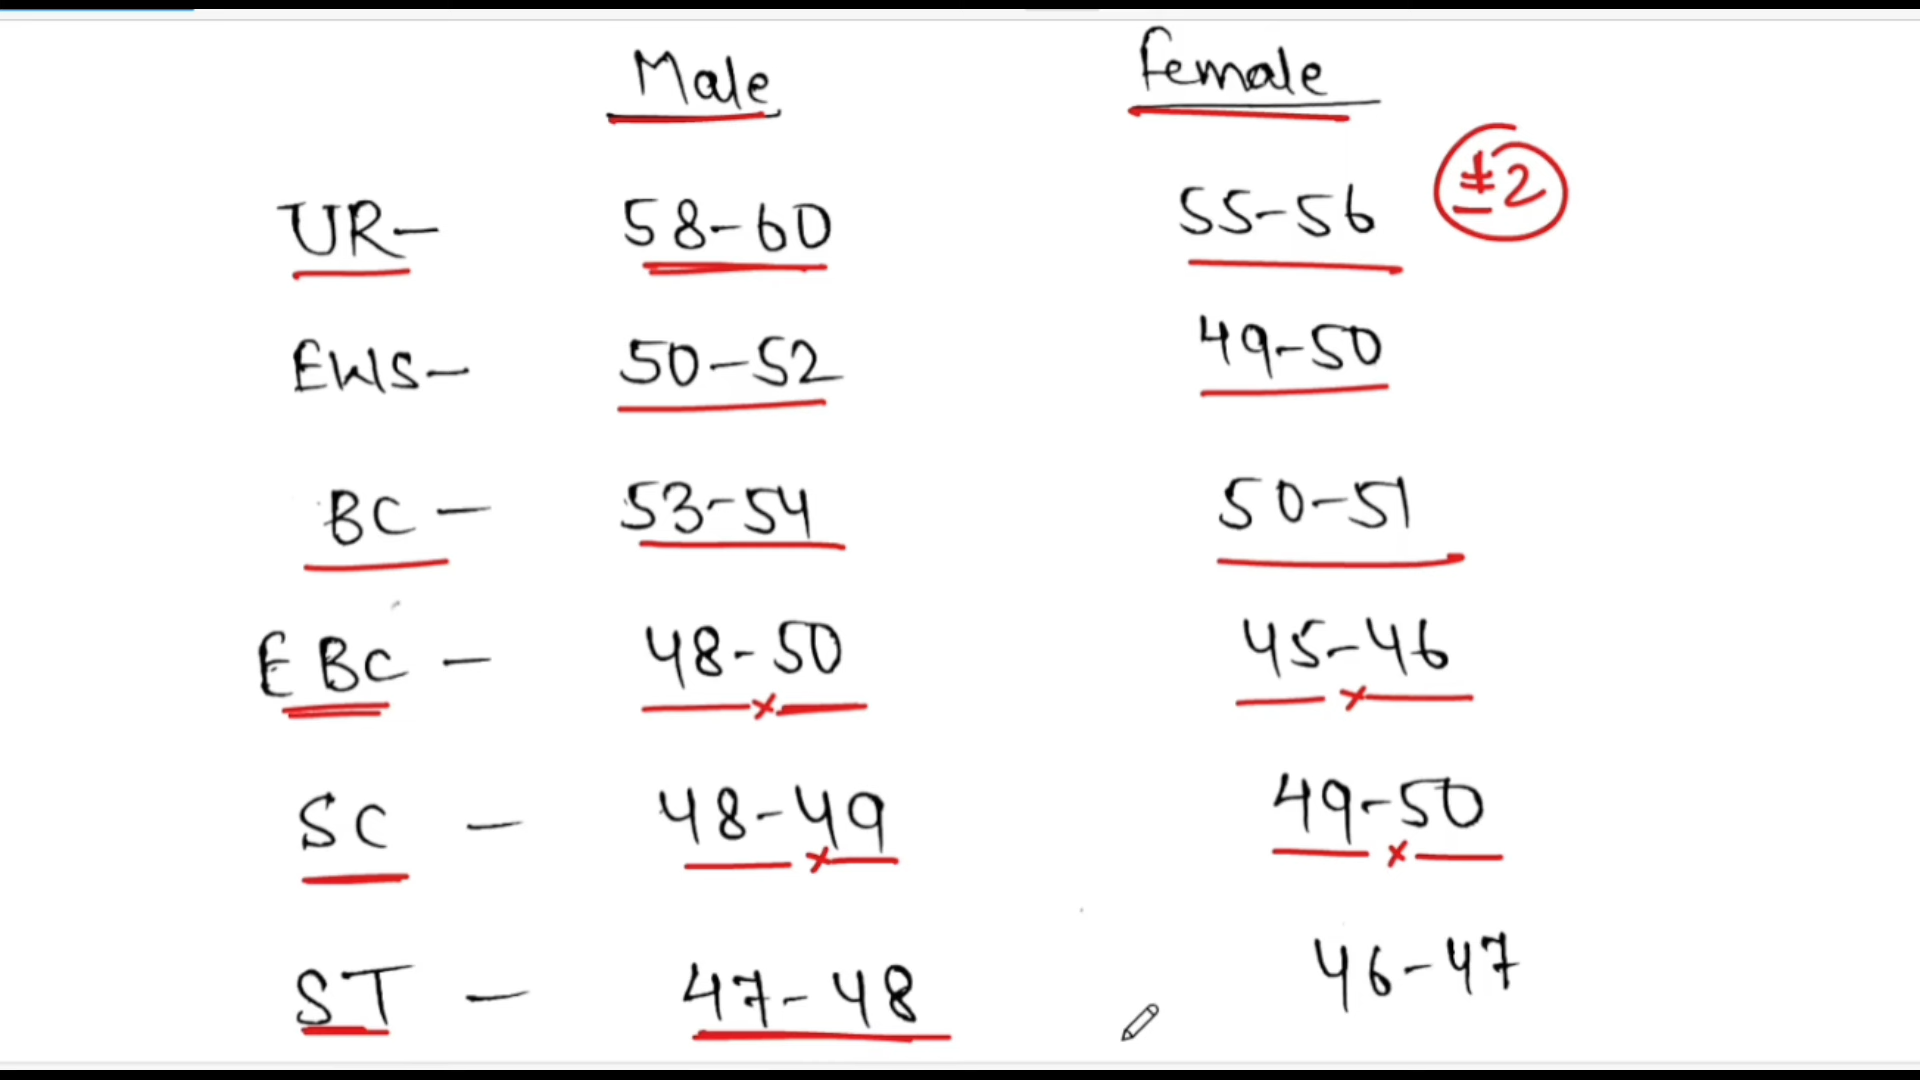 Male Female
±2
UR- 58-60 55-56
EWS- 50-52 49-50
BC - 53-54 50-51
EBC - 48-50 45-46
SC - 48-49 49-50
ST - 47-48 46-47